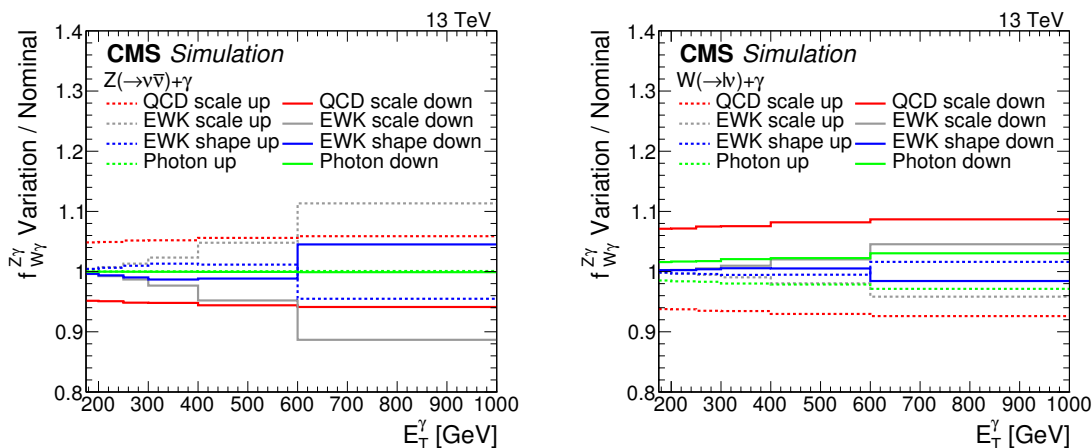 13 TeV
CMS Simulation
Z(→νν̄)+γ
QCD scale up
QCD scale down
EWK scale up
EWK scale down
EWK shape up
EWK shape down
Photon up
Photon down
f^{Zγ}_{Wγ} Variation / Nominal
1.4
1.3
1.2
1.1
1
0.9
0.8
200 300 400 500 600 700 800 900 1000
E_T^γ [GeV]
13 TeV
CMS Simulation
W(→lν)+γ
QCD scale up
QCD scale down
EWK scale up
EWK scale down
EWK shape up
EWK shape down
Photon up
Photon down
f^{Zγ}_{Wγ} Variation / Nominal
1.4
1.3
1.2
1.1
1
0.9
0.8
200 300 400 500 600 700 800 900 1000
E_T^γ [GeV]